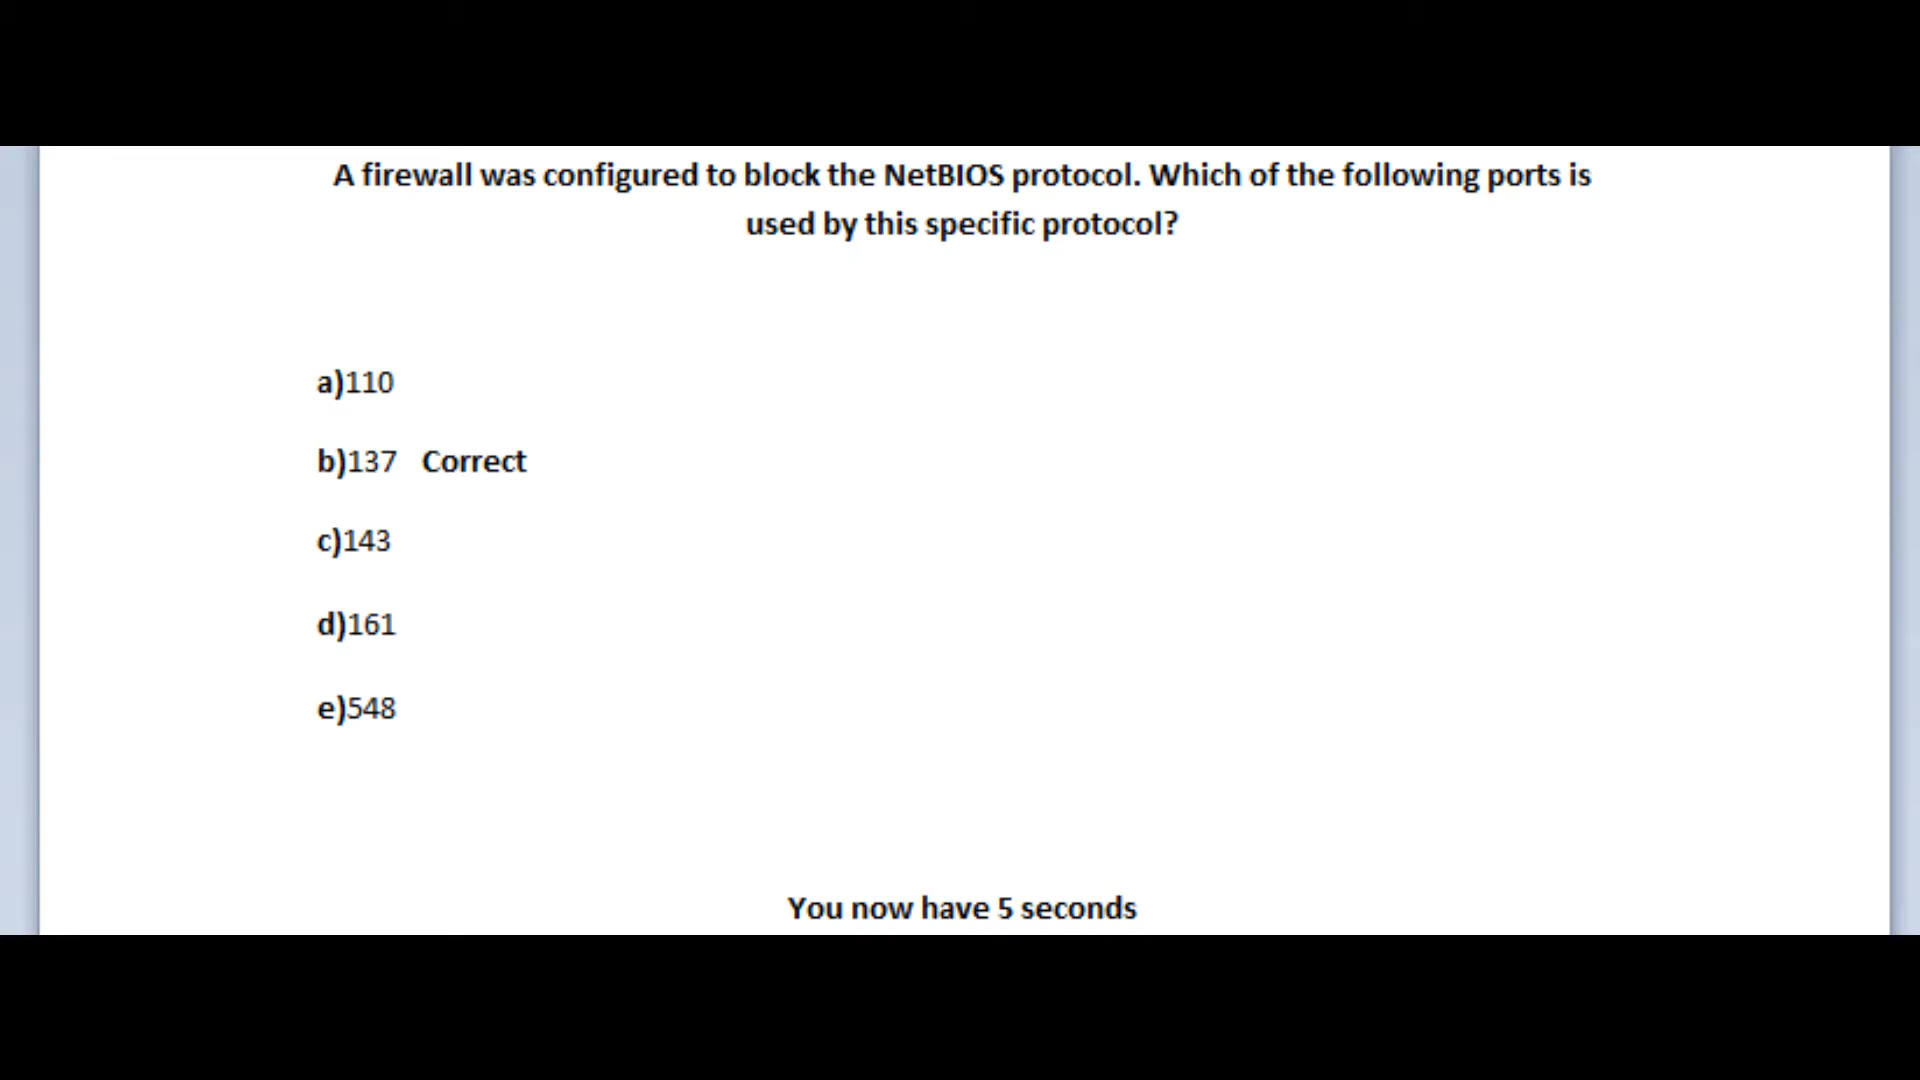 A firewall was configured to block the NetBIOS protocol. Which of the following ports is
used by this specific protocol?
a)110
b)137 Correct
c)143
d)161
e)548
You now have 5 seconds